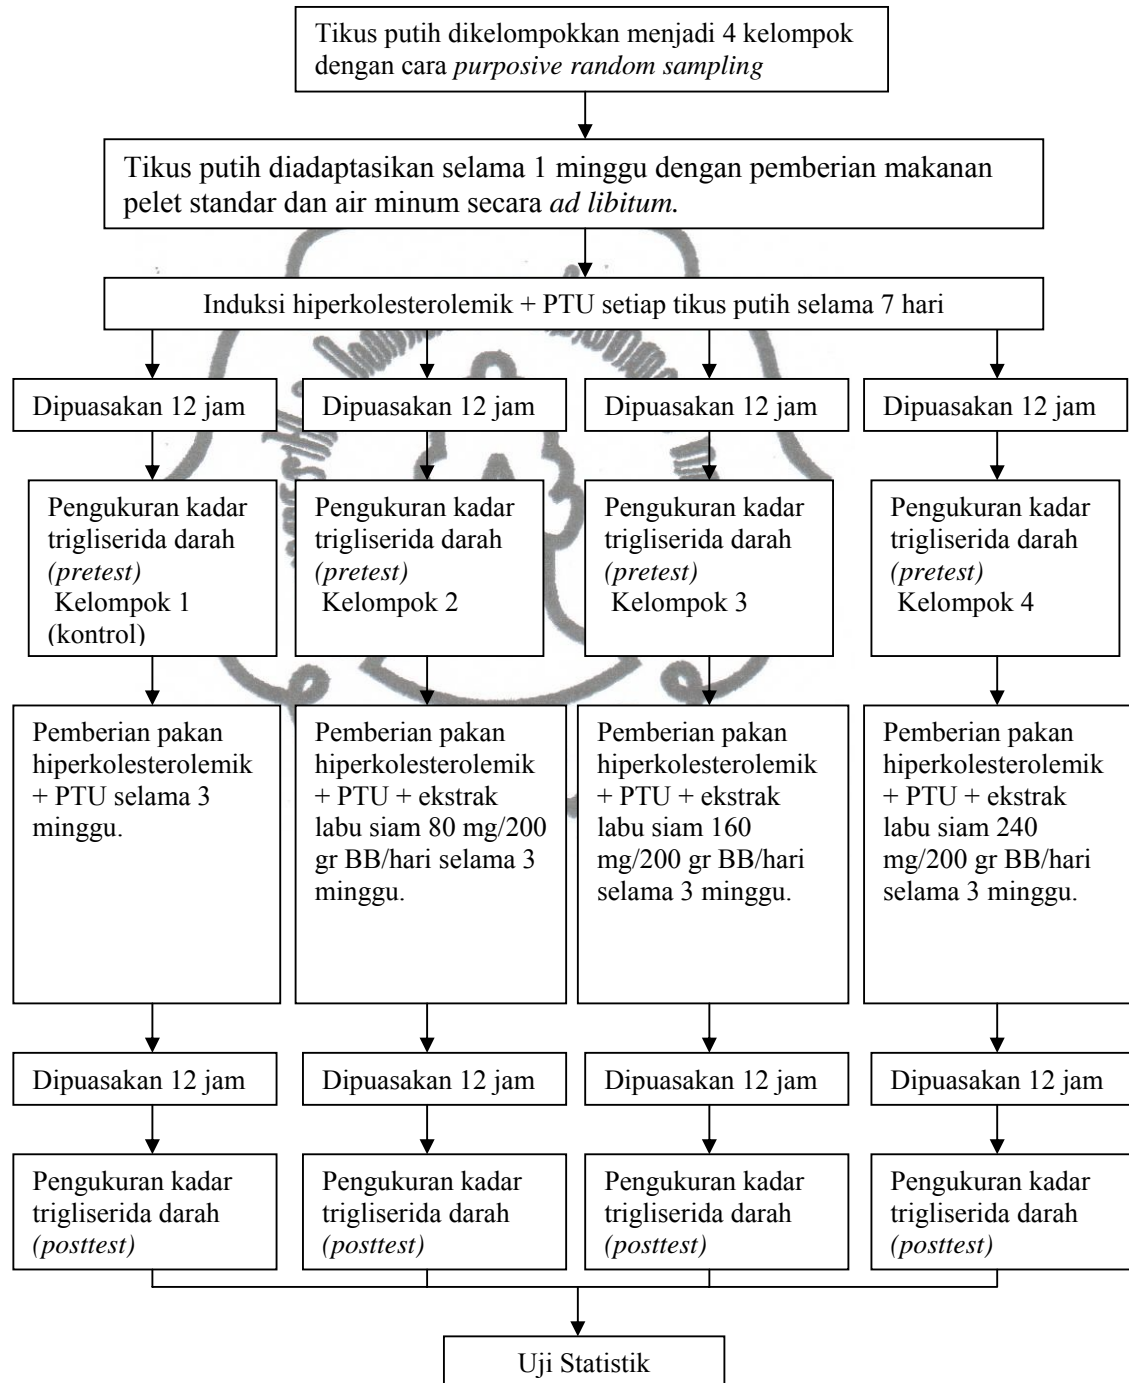 Tikus putih dikelompokkan menjadi 4 kelompok
dengan cara purposive random sampling
Tikus putih diadaptasikan selama 1 minggu dengan pemberian makanan
pelet standar dan air minum secara ad libitum.
Induksi hiperkolesterolemik + PTU setiap tikus putih selama 7 hari
Dipuasakan 12 jam
Dipuasakan 12 jam
Dipuasakan 12 jam
Dipuasakan 12 jam
Pengukuran kadar
trigliserida darah
(pretest)
Kelompok 1
(kontrol)
Pengukuran kadar
trigliserida darah
(pretest)
Kelompok 2
Pengukuran kadar
trigliserida darah
(pretest)
Kelompok 3
Pengukuran kadar
trigliserida darah
(pretest)
Kelompok 4
Pemberian pakan
hiperkolesterolemik
+ PTU selama 3
minggu.
Pemberian pakan
hiperkolesterolemik
+ PTU + ekstrak
labu siam 80 mg/200
gr BB/hari selama 3
minggu.
Pemberian pakan
hiperkolesterolemik
+ PTU + ekstrak
labu siam 160
mg/200 gr BB/hari
selama 3 minggu.
Pemberian pakan
hiperkolesterolemik
+ PTU + ekstrak
labu siam 240
mg/200 gr BB/hari
selama 3 minggu.
Dipuasakan 12 jam
Dipuasakan 12 jam
Dipuasakan 12 jam
Dipuasakan 12 jam
Pengukuran kadar
trigliserida darah
(posttest)
Pengukuran kadar
trigliserida darah
(posttest)
Pengukuran kadar
trigliserida darah
(posttest)
Pengukuran kadar
trigliserida darah
(posttest)
Uji Statistik